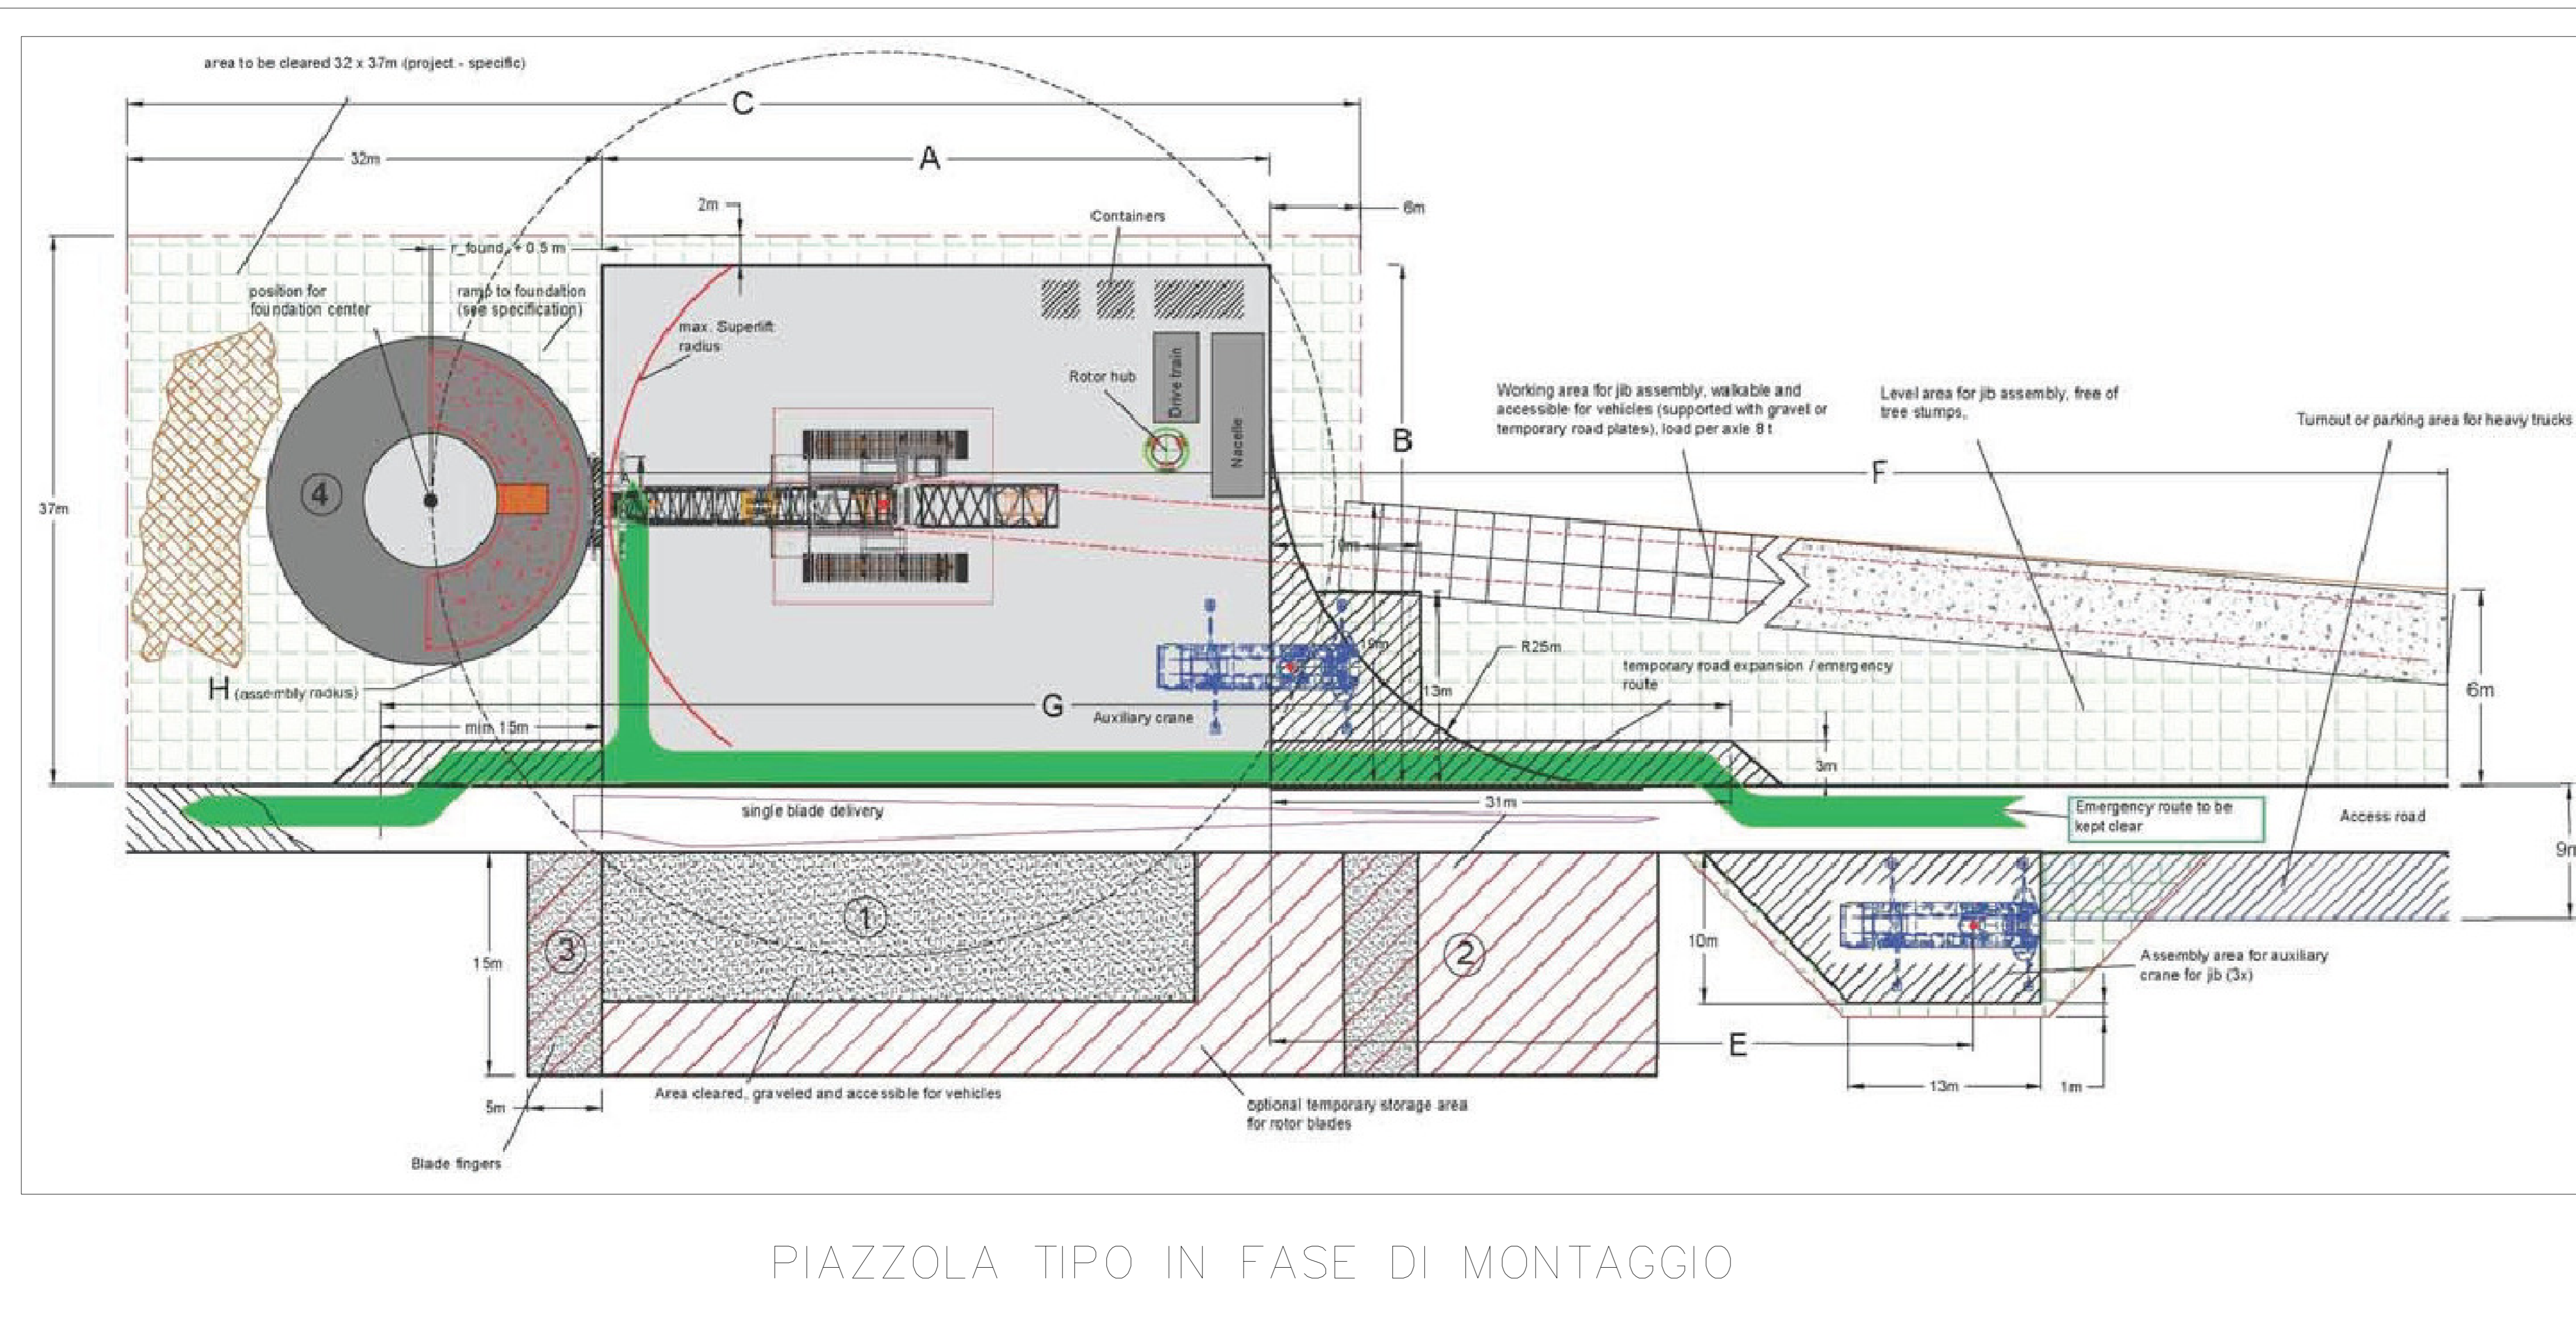 area to be cleared 32 x 37m (project - specific)
C
32m
A
2m
6m
Containers
r_found. + 0.5 m
position for
foundation center
ramp to foundation
(see specification)
max. Superlift
radius
Rotor hub
Drive train
Nacelle
B
Working area for jib assembly, walkable and
accessible for vehicles (supported with gravel or
temporary road plates), load per axle 8 t
Level area for jib assembly, free of
tree stumps.
Turnout or parking area for heavy trucks
F
4
37m
19m
R25m
temporary road expansion / emergency
route
H (assembly radius)
G
13m
6m
min. 15m
Auxiliary crane
3m
31m
single blade delivery
Emergency route to be
kept clear
Access road
1
3
2
15m
10m
Assembly area for auxiliary
crane for jib (3x)
E
13m
1m
5m
Area cleared, graveled and accessible for vehicles
optional temporary storage area
for rotor blades
Blade fingers
PIAZZOLA TIPO IN FASE DI MONTAGGIO